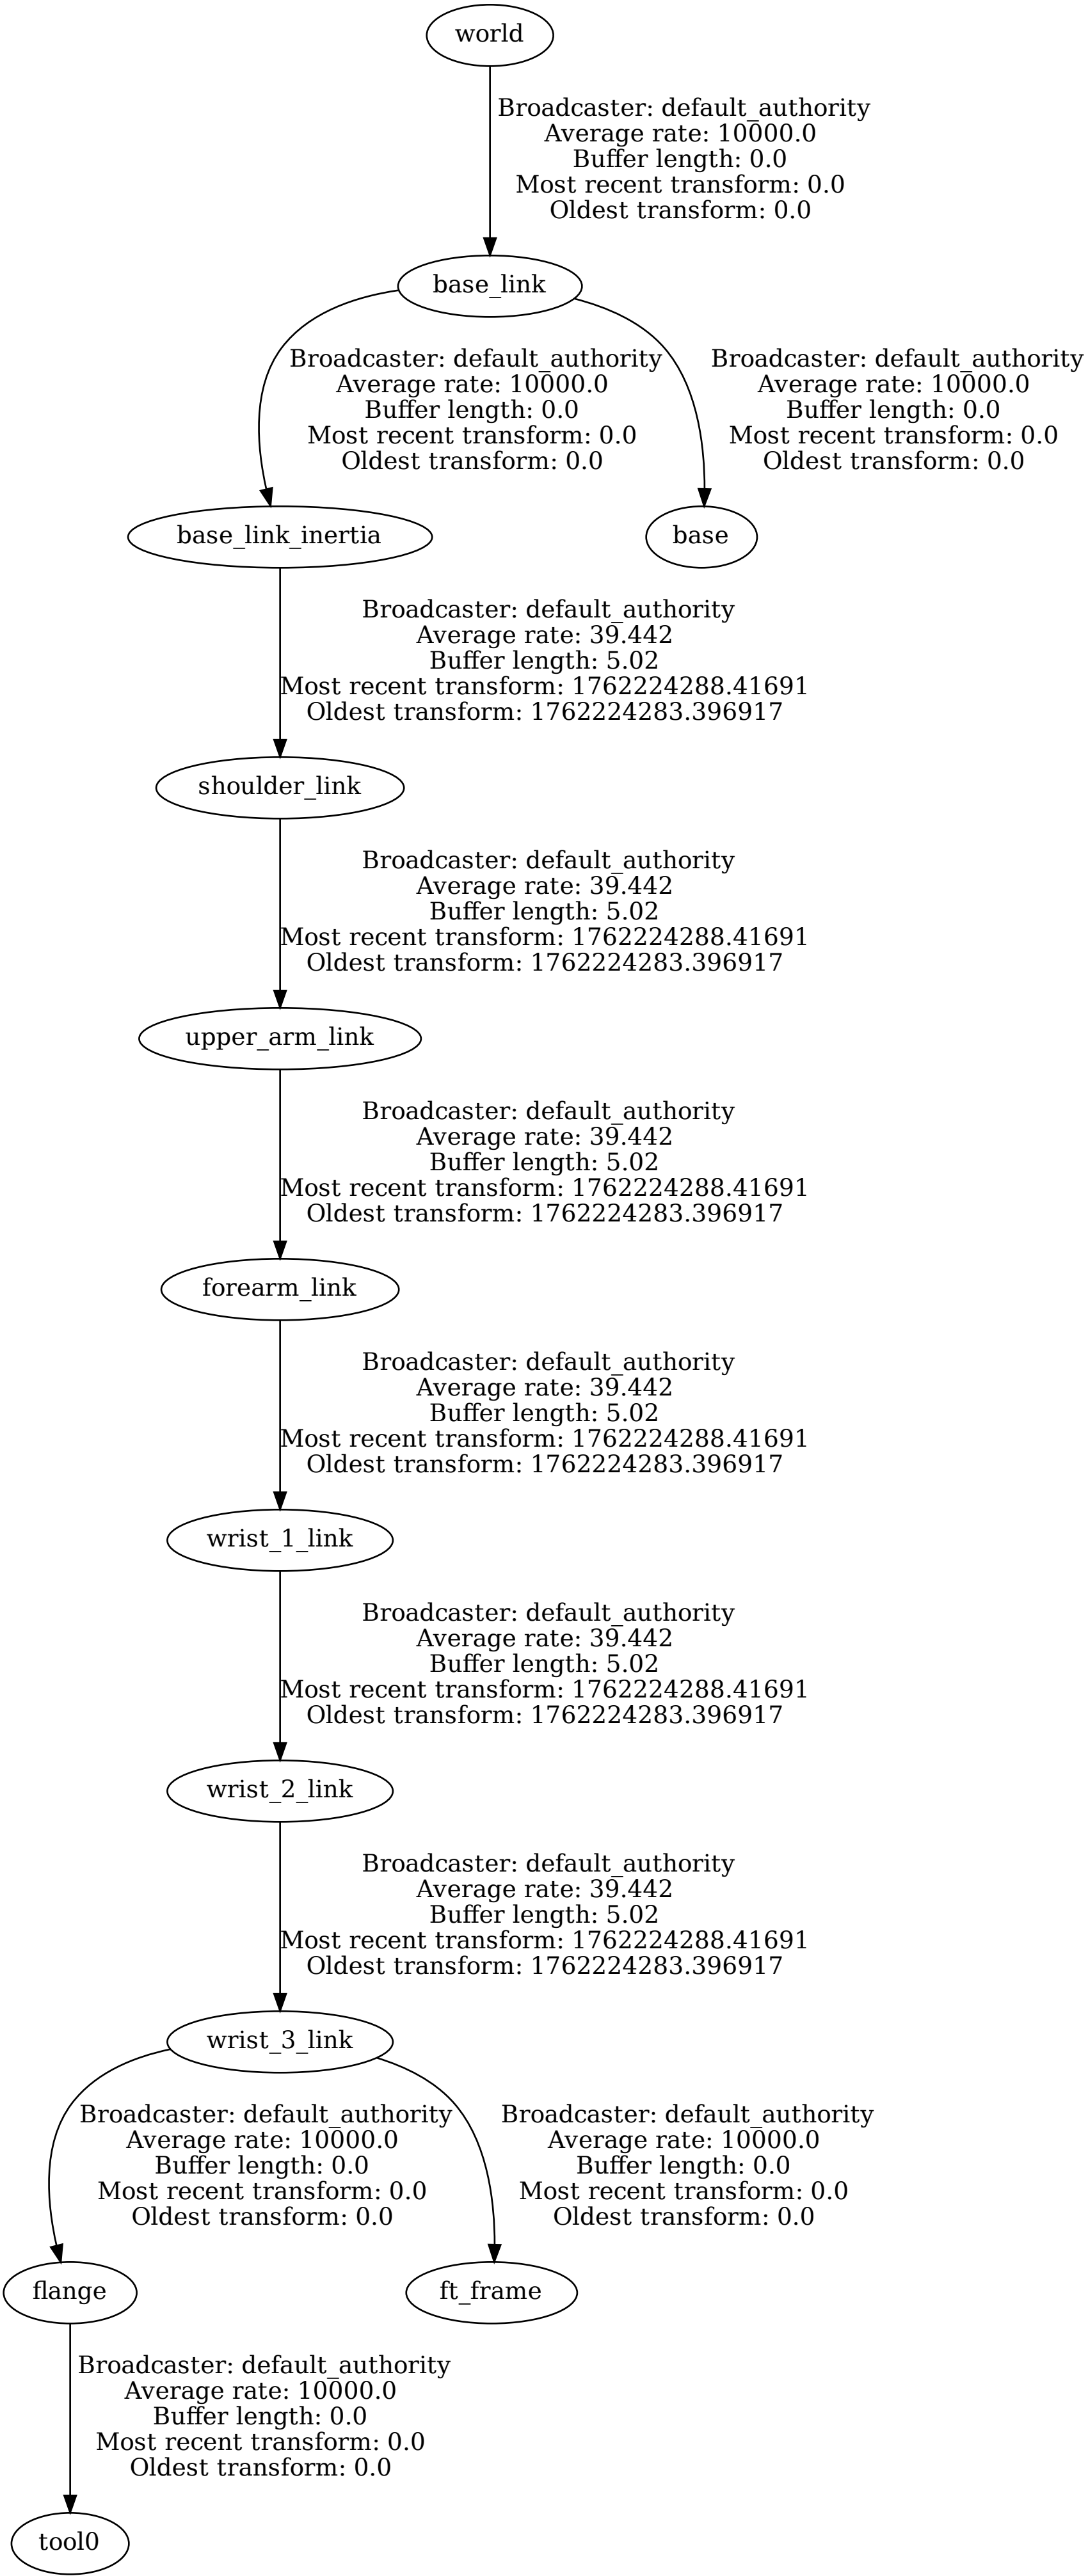 world
Broadcaster: default_authority
Average rate: 10000.0
Buffer length: 0.0
Most recent transform: 0.0
Oldest transform: 0.0
base_link
Broadcaster: default_authority
Average rate: 10000.0
Buffer length: 0.0
Most recent transform: 0.0
Oldest transform: 0.0
Broadcaster: default_authority
Average rate: 10000.0
Buffer length: 0.0
Most recent transform: 0.0
Oldest transform: 0.0
base_link_inertia
base
Broadcaster: default_authority
Average rate: 39.442
Buffer length: 5.02
Most recent transform: 1762224288.41691
Oldest transform: 1762224283.396917
shoulder_link
Broadcaster: default_authority
Average rate: 39.442
Buffer length: 5.02
Most recent transform: 1762224288.41691
Oldest transform: 1762224283.396917
upper_arm_link
Broadcaster: default_authority
Average rate: 39.442
Buffer length: 5.02
Most recent transform: 1762224288.41691
Oldest transform: 1762224283.396917
forearm_link
Broadcaster: default_authority
Average rate: 39.442
Buffer length: 5.02
Most recent transform: 1762224288.41691
Oldest transform: 1762224283.396917
wrist_1_link
Broadcaster: default_authority
Average rate: 39.442
Buffer length: 5.02
Most recent transform: 1762224288.41691
Oldest transform: 1762224283.396917
wrist_2_link
Broadcaster: default_authority
Average rate: 39.442
Buffer length: 5.02
Most recent transform: 1762224288.41691
Oldest transform: 1762224283.396917
wrist_3_link
Broadcaster: default_authority
Average rate: 10000.0
Buffer length: 0.0
Most recent transform: 0.0
Oldest transform: 0.0
Broadcaster: default_authority
Average rate: 10000.0
Buffer length: 0.0
Most recent transform: 0.0
Oldest transform: 0.0
flange
ft_frame
Broadcaster: default_authority
Average rate: 10000.0
Buffer length: 0.0
Most recent transform: 0.0
Oldest transform: 0.0
tool0